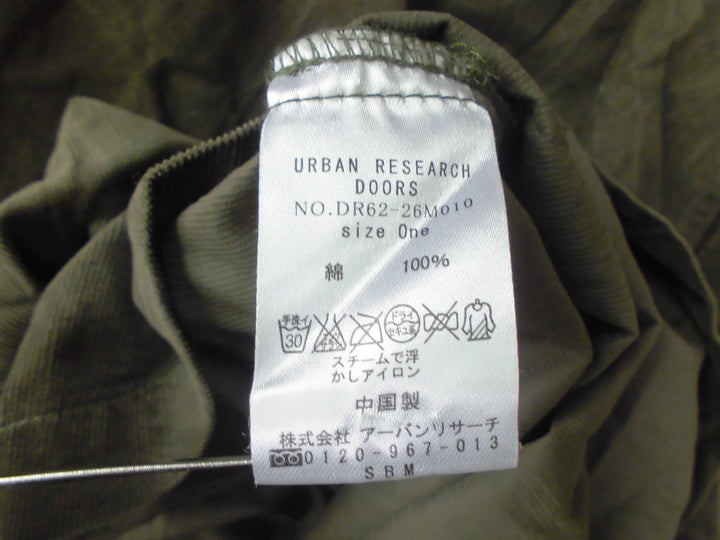 URBAN RESEARCH
DOORS
NO.DR62-26M010
size One
綿 100%
手洗イ 30 ドライ セキユ系
スチームで浮
かしアイロン
中国製
株式会社 アーバンリサーチ
0120-967-013
SBM